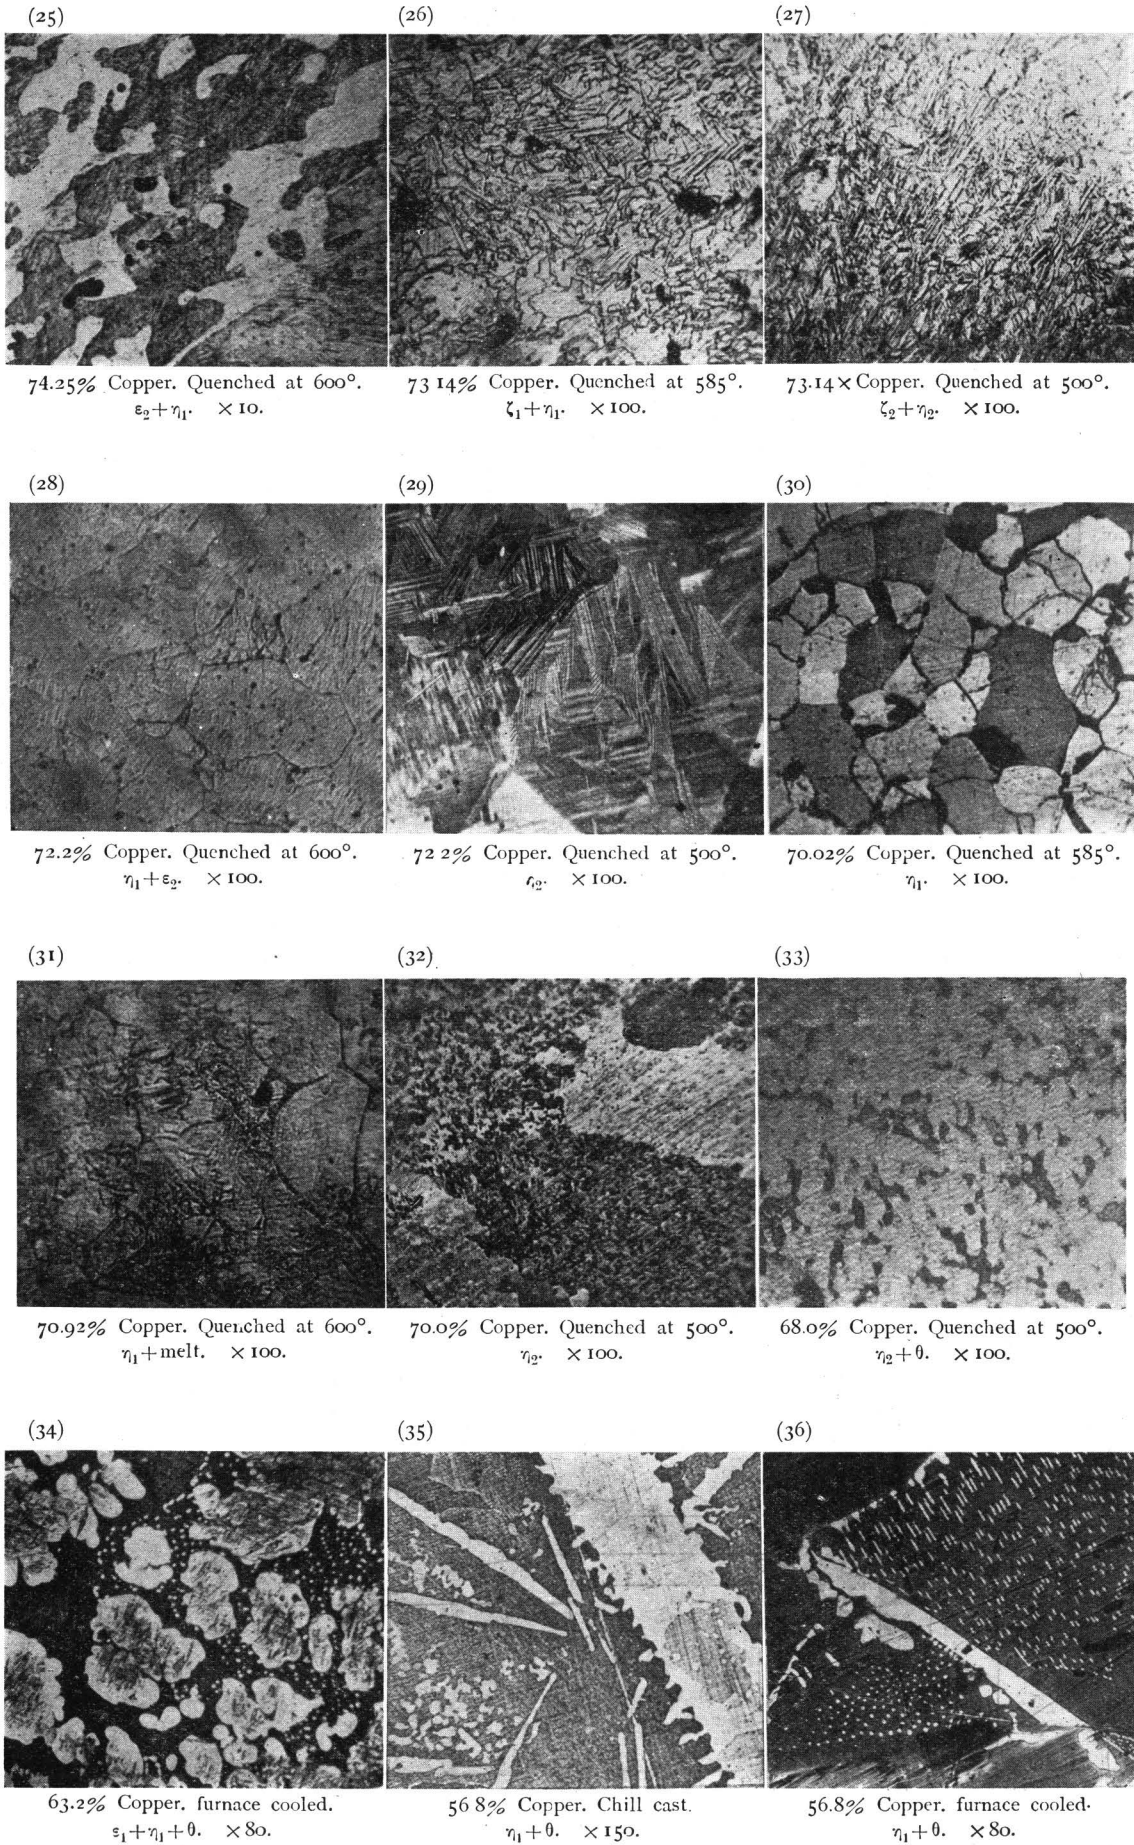 (25)
(26)
(27)
74.25% Copper. Quenched at 600°.
ε₂+η₁. ×10.
73 14% Copper. Quenched at 585°.
ζ₁+η₁. ×100.
73.14× Copper. Quenched at 500°.
ζ₂+η₂. ×100.
(28)
(29)
(30)
72.2% Copper. Quenched at 600°.
η₁+ε₂. ×100.
72 2% Copper. Quenched at 500°.
×100.
70.02% Copper. Quenched at 585°.
η₁. ×100.
(31)
(32)
(33)
70.92% Copper. Quenched at 600°.
η₁+melt. ×100.
70.0% Copper. Quenched at 500°.
η₂. ×100.
68.0% Copper. Quenched at 500°.
η₂+θ. ×100.
(34)
(35)
(36)
63.2% Copper. furnace cooled.
ε₁+η₁+θ. ×80.
56 8% Copper. Chill cast.
η₁+θ. ×150.
56.8% Copper. furnace cooled.
η₁+θ. ×80.